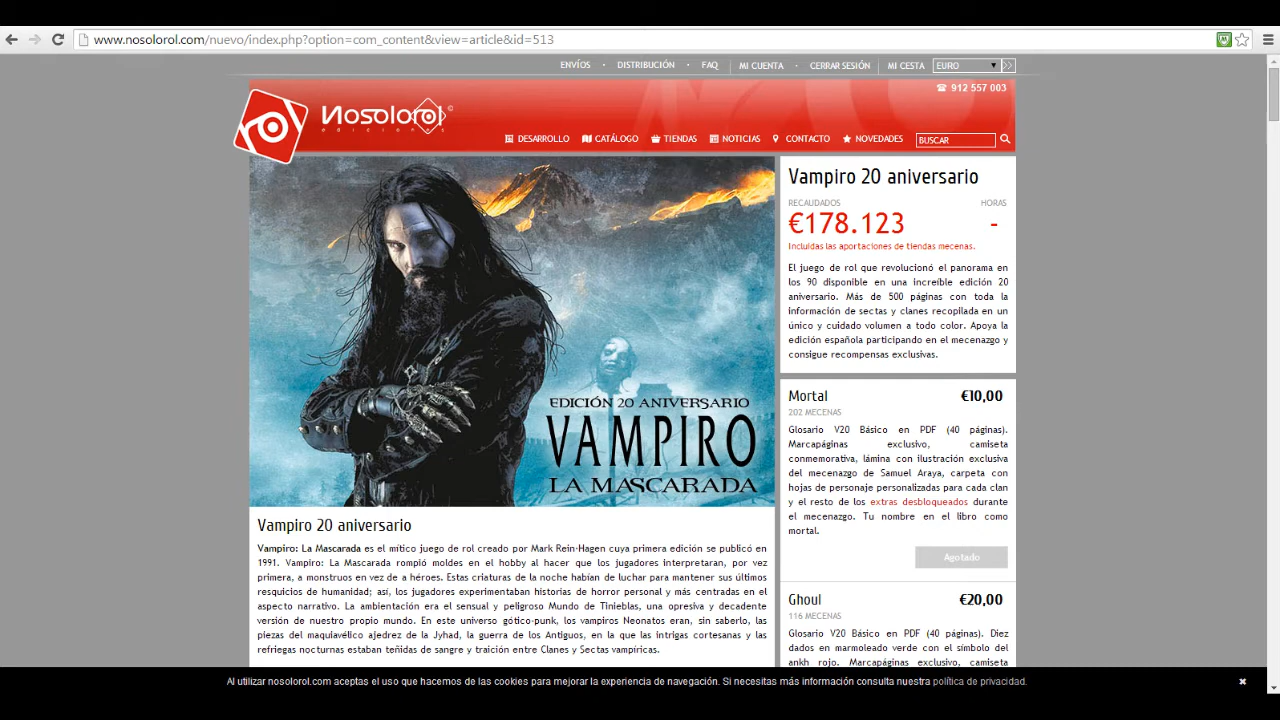 www.nosolorol.com/nuevo/index.php?option=com_content&view=article&id=513
ENVÍOS · DISTRIBUCIÓN · FAQ MI CUENTA · CERRAR SESIÓN MI CESTA EURO
912 557 003
Nosolorol
ediciones
DESARROLLO CATÁLOGO TIENDAS NOTICIAS CONTACTO NOVEDADES BUSCAR
EDICIÓN 20 ANIVERSARIO
VAMPIRO
LA MASCARADA
Vampiro 20 aniversario
Vampiro: La Mascarada es el mítico juego de rol creado por Mark Rein·Hagen cuya primera edición se publicó en
1991. Vampiro: La Mascarada rompió moldes en el hobby al hacer que los jugadores interpretaran, por vez
primera, a monstruos en vez de a héroes. Estas criaturas de la noche habían de luchar para mantener sus últimos
resquicios de humanidad; así, los jugadores experimentaban historias de horror personal y más centradas en el
aspecto narrativo. La ambientación era el sensual y peligroso Mundo de Tinieblas, una opresiva y decadente
versión de nuestro propio mundo. En este universo gótico-punk, los vampiros Neonatos eran, sin saberlo, las
piezas del maquiavélico ajedrez de la Jyhad, la guerra de los Antiguos, en la que las intrigas cortesanas y las
refriegas nocturnas estaban teñidas de sangre y traición entre Clanes y Sectas vampíricas.
Vampiro 20 aniversario
RECAUDADOS HORAS
€178.123 -
Incluidas las aportaciones de tiendas mecenas.
El juego de rol que revolucionó el panorama en
los 90 disponible en una increíble edición 20
aniversario. Más de 500 páginas con toda la
información de sectas y clanes recopilada en un
único y cuidado volumen a todo color. Apoya la
edición española participando en el mecenazgo y
consigue recompensas exclusivas.
Mortal €10,00
202 MECENAS
Glosario V20 Básico en PDF (40 páginas).
Marcapáginas exclusivo, camiseta
conmemorativa, lámina con ilustración exclusiva
del mecenazgo de Samuel Araya, carpeta con
hojas de personaje personalizadas para cada clan
y el resto de los extras desbloqueados durante
el mecenazgo. Tu nombre en el libro como
mortal.
Agotado
Ghoul €20,00
116 MECENAS
Glosario V20 Básico en PDF (40 páginas). Diez
dados en marmoleado verde con el símbolo del
ankh rojo. Marcapáginas exclusivo, camiseta
Al utilizar nosolorol.com aceptas el uso que hacemos de las cookies para mejorar la experiencia de navegación. Si necesitas más información consulta nuestra política de privacidad.